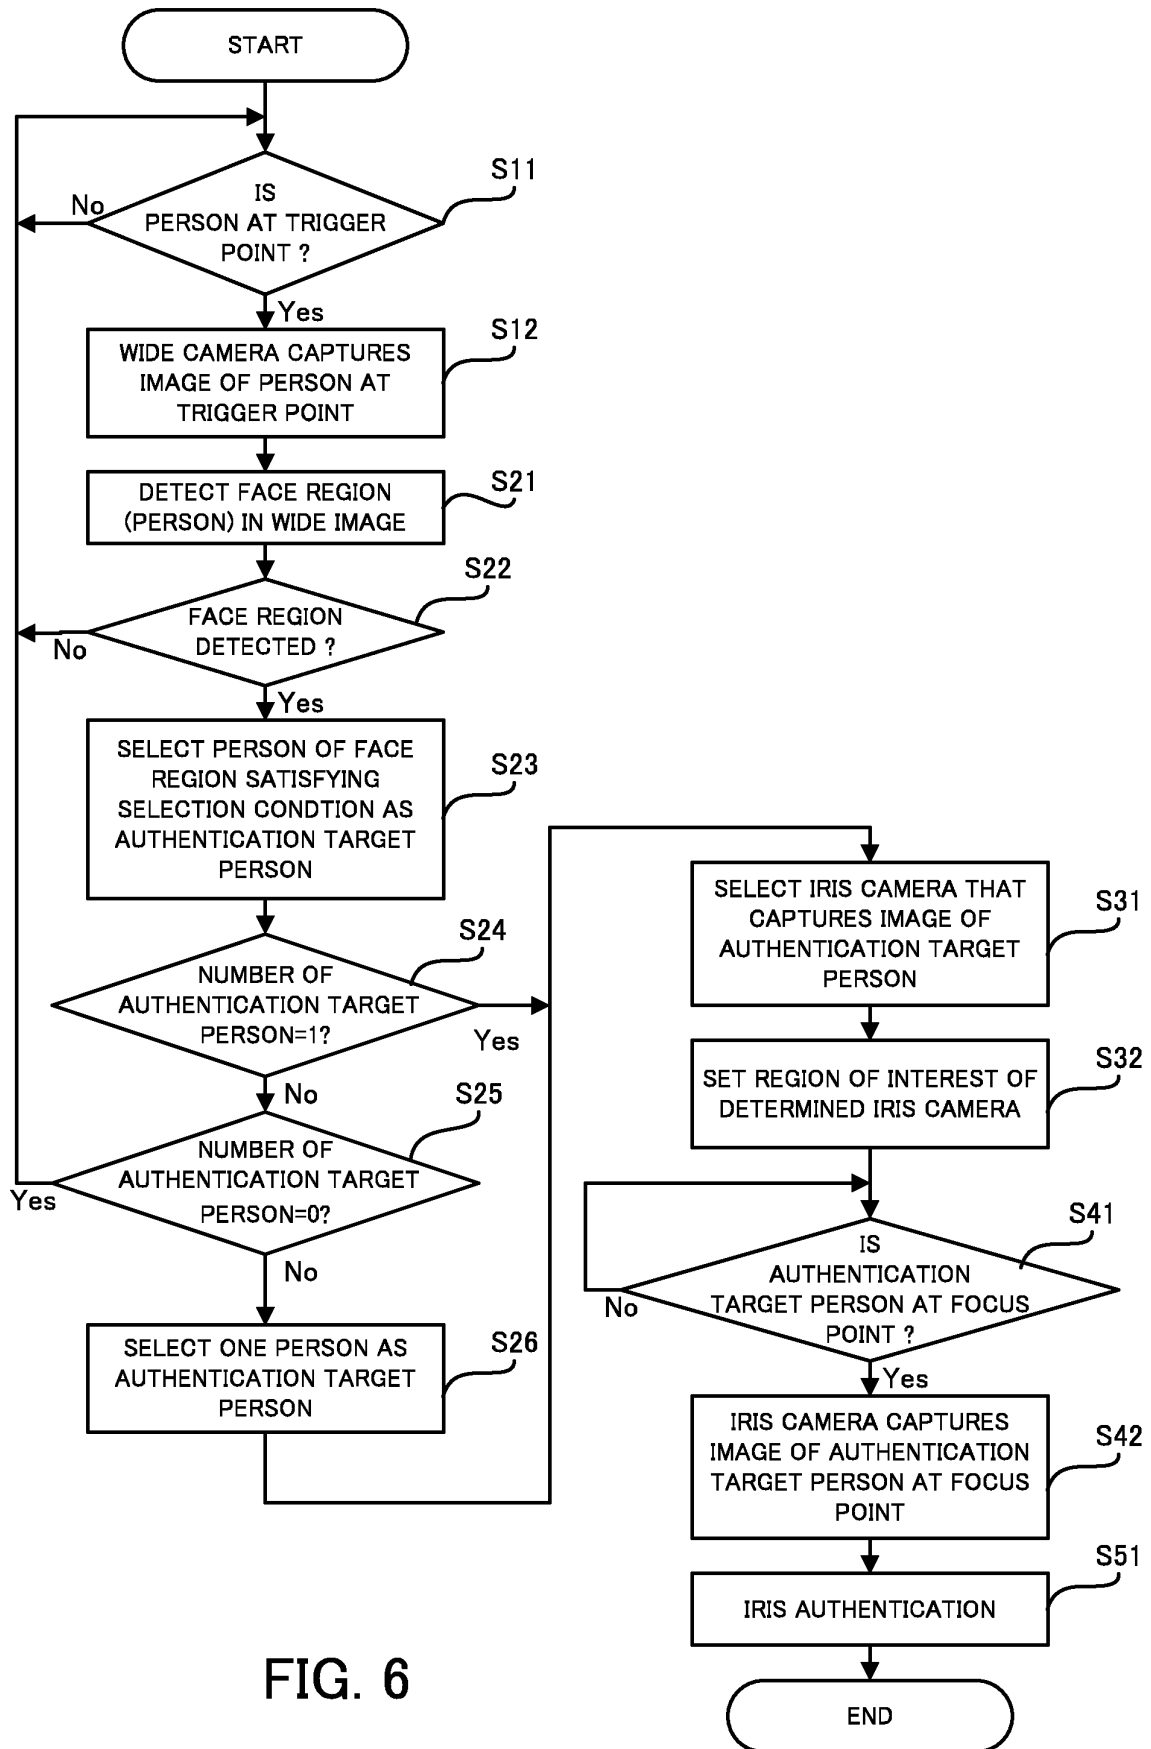 START
S11
IS
PERSON AT TRIGGER
POINT ?
No
Yes
S12
WIDE CAMERA CAPTURES
IMAGE OF PERSON AT
TRIGGER POINT
S21
DETECT FACE REGION
(PERSON) IN WIDE IMAGE
S22
FACE REGION
DETECTED ?
No
Yes
S23
SELECT PERSON OF FACE
REGION SATISFYING
SELECTION CONDTION AS
AUTHENTICATION TARGET
PERSON
S24
NUMBER OF
AUTHENTICATION TARGET
PERSON=1?
Yes
No
S25
NUMBER OF
AUTHENTICATION TARGET
PERSON=0?
Yes
No
S26
SELECT ONE PERSON AS
AUTHENTICATION TARGET
PERSON
S31
SELECT IRIS CAMERA THAT
CAPTURES IMAGE OF
AUTHENTICATION TARGET
PERSON
S32
SET REGION OF INTEREST OF
DETERMINED IRIS CAMERA
S41
IS
AUTHENTICATION
TARGET PERSON AT FOCUS
POINT ?
No
Yes
S42
IRIS CAMERA CAPTURES
IMAGE OF AUTHENTICATION
TARGET PERSON AT FOCUS
POINT
S51
IRIS AUTHENTICATION
END
FIG. 6